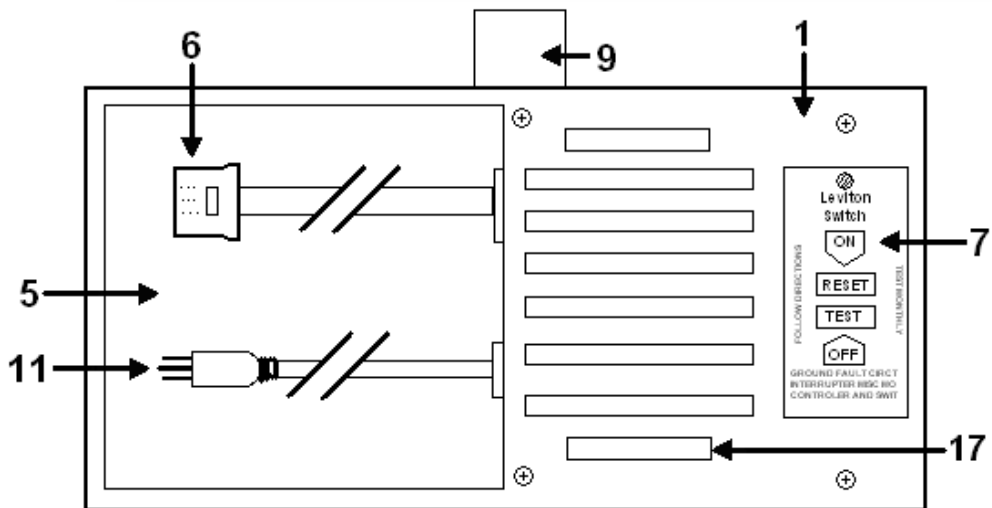 6
9
1
Leviton
Switch
ON
7
RESET
TEST
OFF
FOLLOW DIRECTIONS
TEST MONTHLY
GROUND FAULT CIRCT
INTERRUPTER MISC MO
CONTROLER AND SWIT
5
11
17